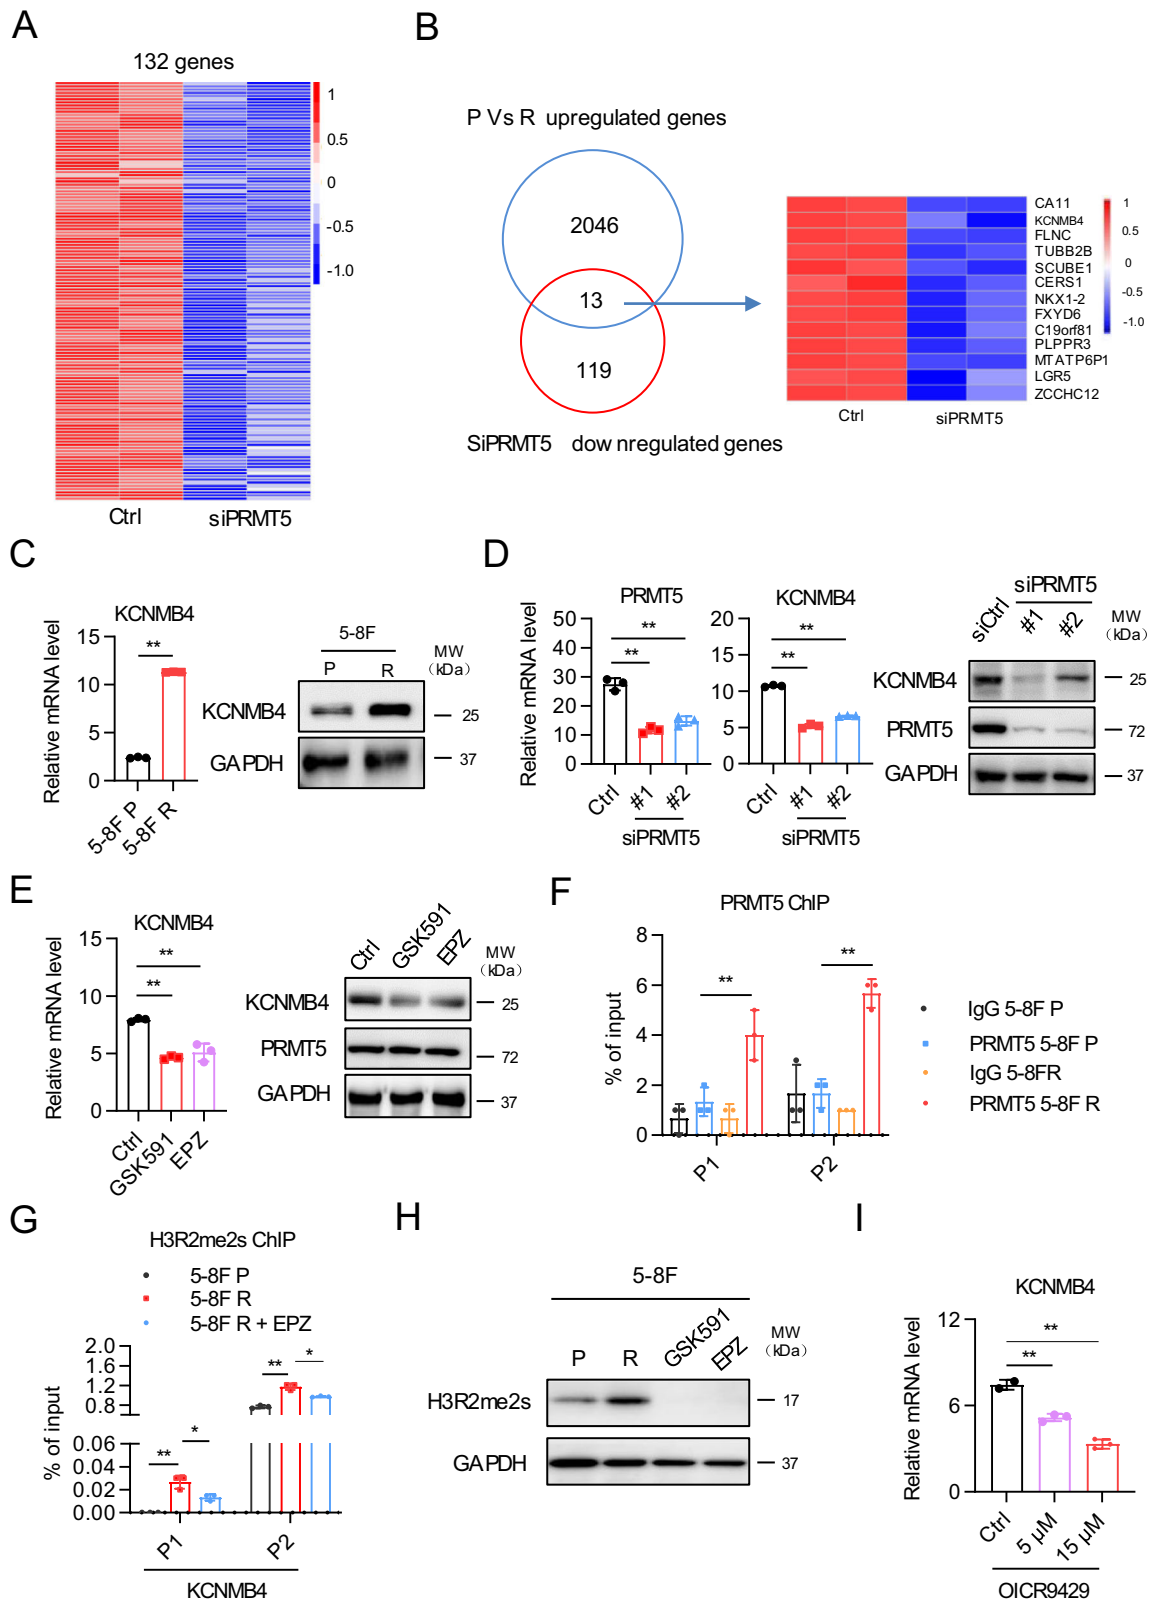 A
132 genes
1
0.5
0
-0.5
-1.0
Ctrl
siPRMT5
B
P Vs R upregulated genes
2046
13
119
SiPRMT5 dow nregulated genes
CA11
KCNMB4
FLNC
TUBB2B
SCUBE1
CERS1
NKX1-2
FXYD6
C19orf81
PLPPR3
MTATP6P1
LGR5
ZCCHC12
1
0.5
0
-0.5
-1.0
Ctrl
siPRMT5
C
KCNMB4
Relative mRNA level
15
10
5
0
**
5-8F P
5-8F R
5-8F
P R
MW
(kDa)
KCNMB4
25
GAPDH
37
D
PRMT5
Relative mRNA level
50
40
30
20
10
0
**
**
Ctrl
#1
#2
siPRMT5
KCNMB4
20
15
10
5
0
**
**
Ctrl
#1
#2
siPRMT5
siPRMT5
siCtrl
#1
#2
MW
(kDa)
KCNMB4
25
PRMT5
72
GAPDH
37
E
KCNMB4
Relative mRNA level
15
10
5
0
**
**
Ctrl
GSK591
EPZ
Ctrl
GSK591
EPZ
MW
(kDa)
KCNMB4
25
PRMT5
72
GAPDH
37
F
PRMT5 ChIP
% of input
8
6
4
2
0
**
**
P1
P2
IgG 5-8F P
PRMT5 5-8F P
IgG 5-8FR
PRMT5 5-8F R
G
H3R2me2s ChIP
5-8F P
5-8F R
5-8F R + EPZ
% of input
2.0
1.6
1.2
0.8
0.06
0.04
0.02
0.00
**
*
**
*
P1
P2
KCNMB4
H
5-8F
P
R
GSK591
EPZ
MW
(kDa)
H3R2me2s
17
GAPDH
37
I
KCNMB4
Relative mRNA level
12
6
0
**
**
Ctrl
5 μM
15 μM
OICR9429